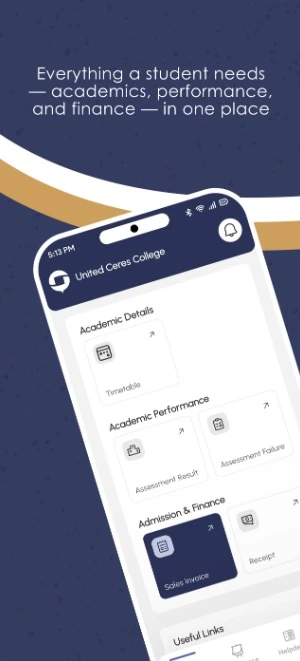 Everything a student needs
— academics, performance,
and finance — in one place
5:13 PM
United Ceres College
Academic Details
Timetable
Academic Performance
Assessment Result
Assessment Failure
Admission & Finance
Sales Invoice
Receipt
Useful Links